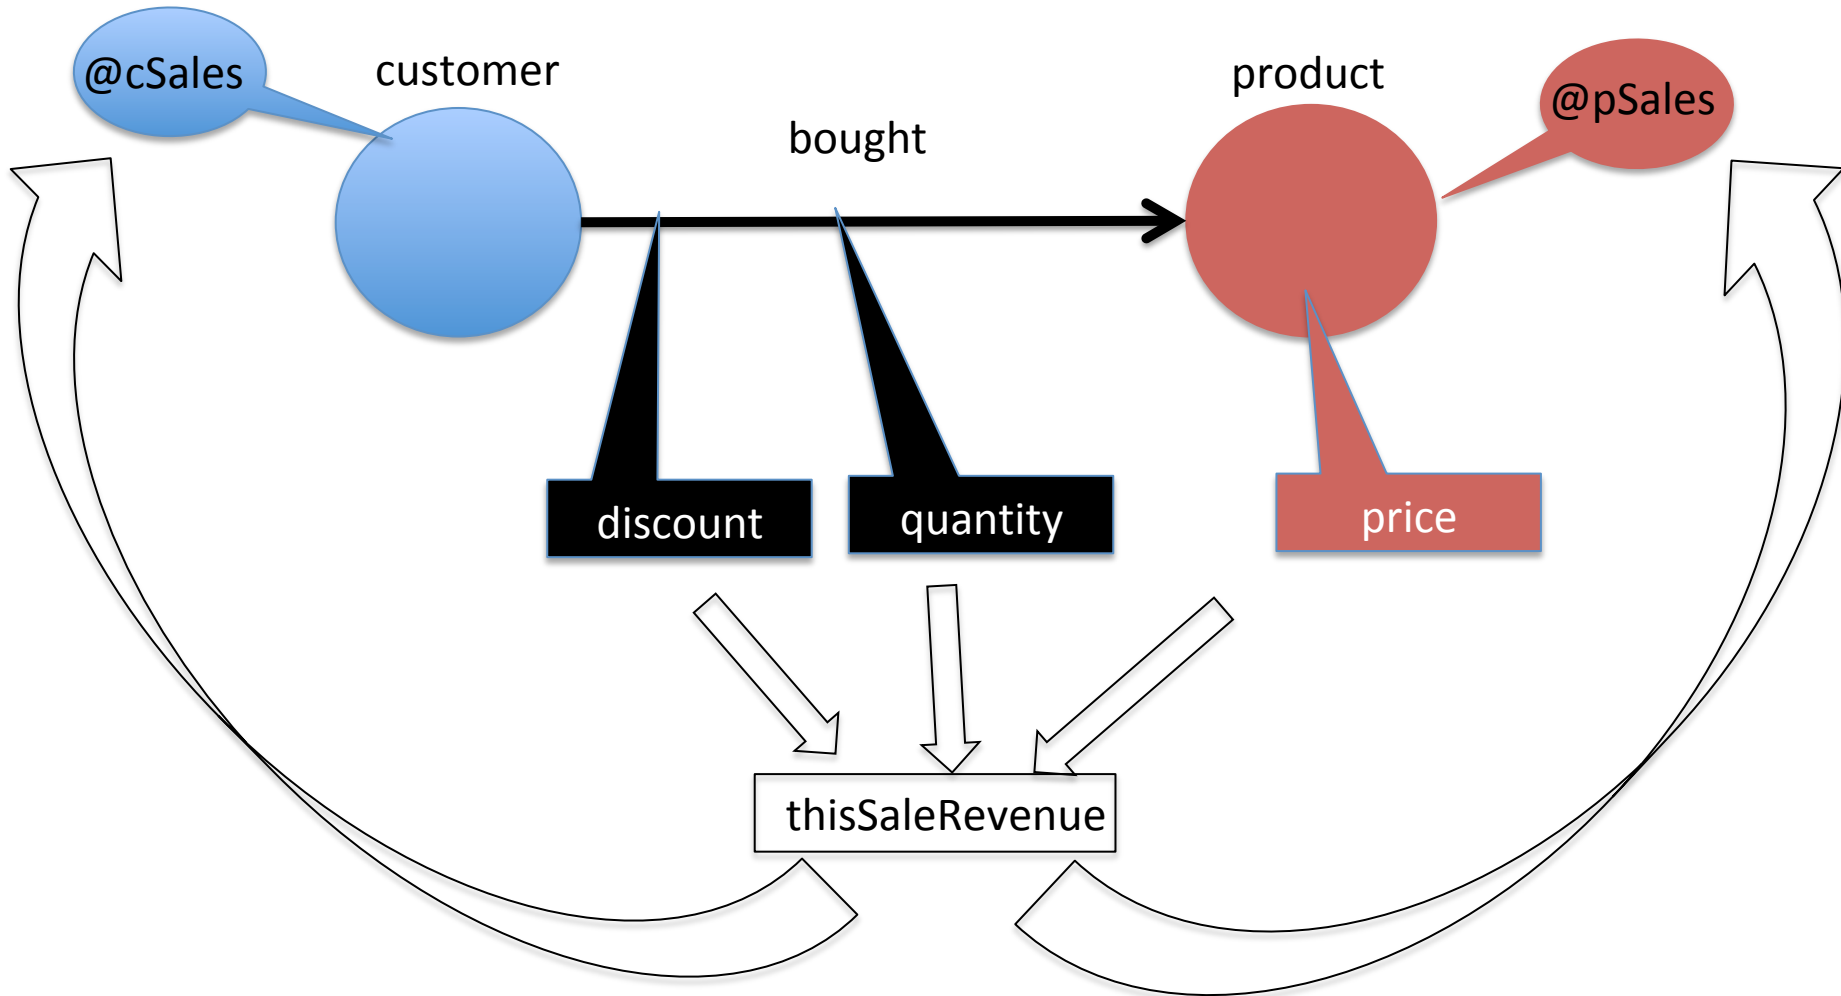 @cSales
customer
product
@pSales
bought
discount
quantity
price
thisSaleRevenue